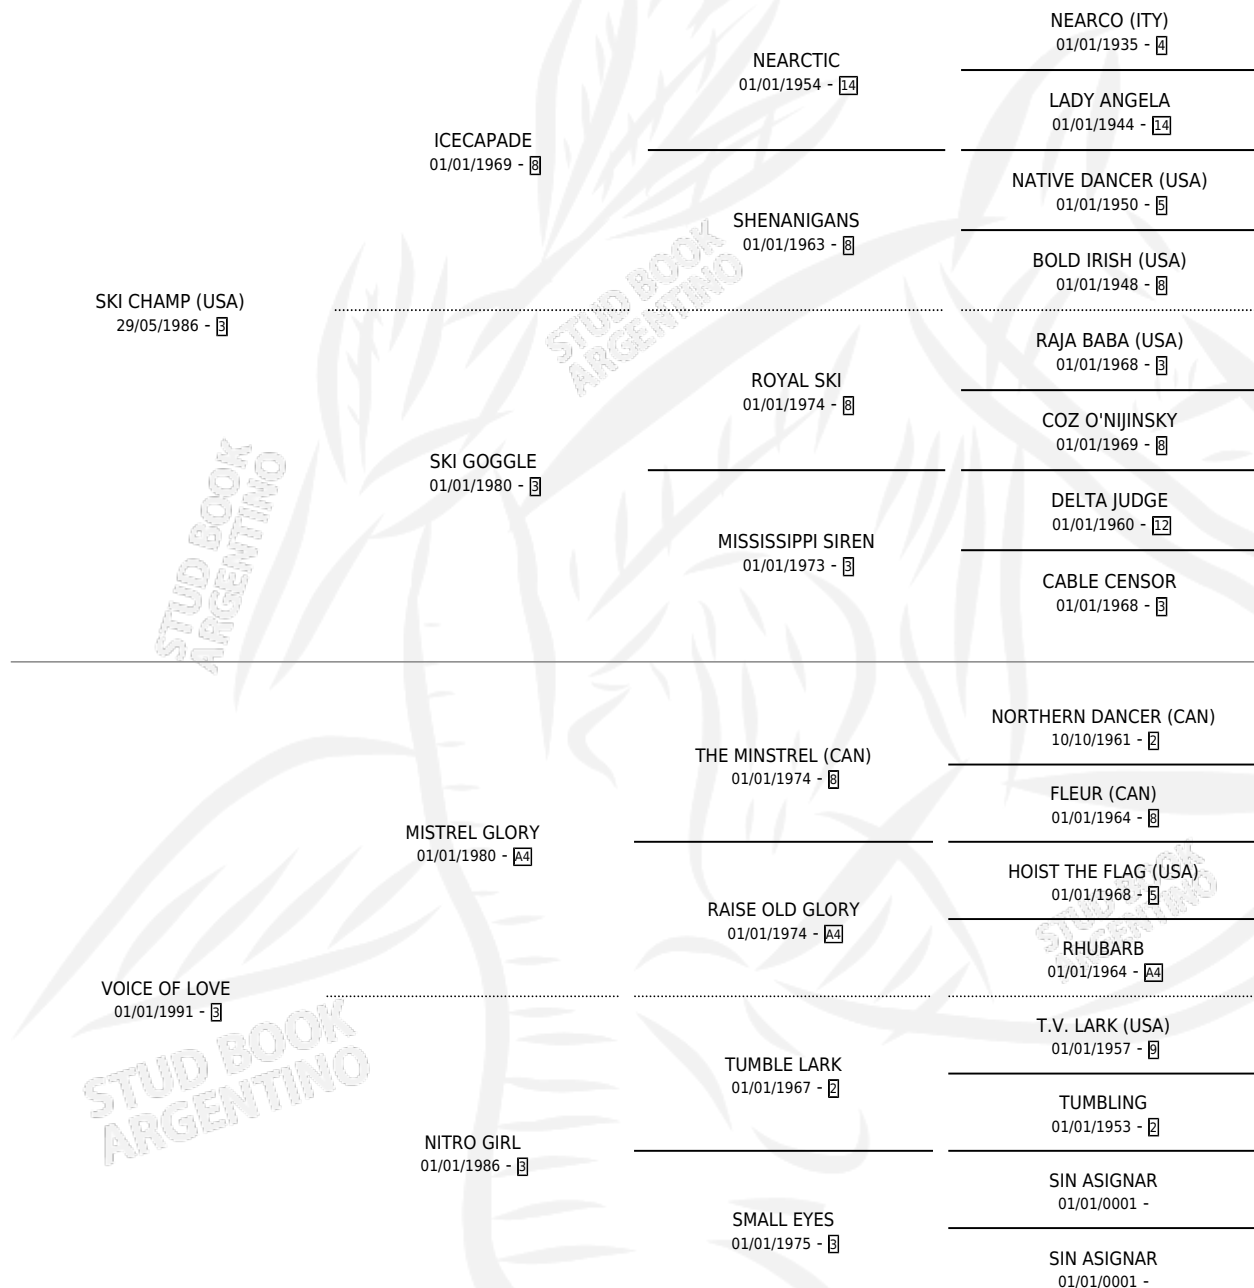 NEARCO (ITY)
01/01/1935 - 4
NEARCTIC
01/01/1954 - 14
LADY ANGELA
01/01/1944 - 14
ICECAPADE
01/01/1969 - 8
NATIVE DANCER (USA)
01/01/1950 - 5
SHENANIGANS
01/01/1963 - 8
BOLD IRISH (USA)
01/01/1948 - 8
SKI CHAMP (USA)
29/05/1986 - 3
RAJA BABA (USA)
01/01/1968 - 3
ROYAL SKI
01/01/1974 - 8
COZ O'NIJINSKY
01/01/1969 - 8
SKI GOGGLE
01/01/1980 - 3
DELTA JUDGE
01/01/1960 - 12
MISSISSIPPI SIREN
01/01/1973 - 3
CABLE CENSOR
01/01/1968 - 3
STUD BOOK
ARGENTINO
STUD BOOK
ARGENTINO
NORTHERN DANCER (CAN)
10/10/1961 - 2
THE MINSTREL (CAN)
01/01/1974 - 8
FLEUR (CAN)
01/01/1964 - 8
MISTREL GLORY
01/01/1980 - A4
HOIST THE FLAG (USA)
01/01/1968 - 5
RAISE OLD GLORY
01/01/1974 - A4
RHUBARB
01/01/1964 - A4
STUD BOOK
ARGENTINO
VOICE OF LOVE
01/01/1991 - 3
T.V. LARK (USA)
01/01/1957 - 9
TUMBLE LARK
01/01/1967 - 2
TUMBLING
01/01/1953 - 2
STUD BOOK
ARGENTINO
NITRO GIRL
01/01/1986 - 3
SIN ASIGNAR
01/01/0001 -
SMALL EYES
01/01/1975 - 3
SIN ASIGNAR
01/01/0001 -